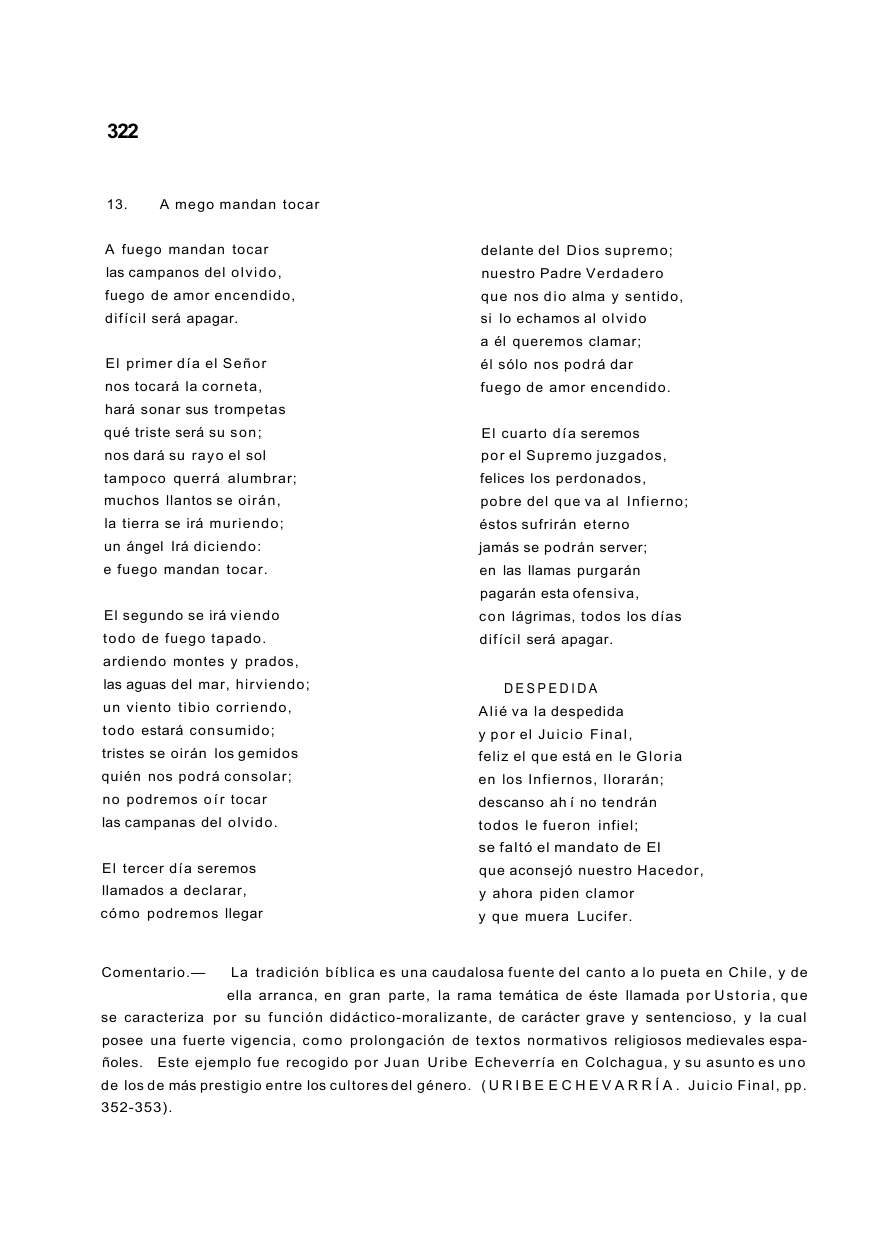 322
13. A mego mandan tocar
A fuego mandan tocar
las campanos del olvido,
fuego de amor encendido,
difícil será apagar.
El primer día el Señor
nos tocará la corneta,
hará sonar sus trompetas
qué triste será su son;
nos dará su rayo el sol
tampoco querrá alumbrar;
muchos llantos se oirán,
la tierra se irá muriendo;
un ángel Irá diciendo:
e fuego mandan tocar.
El segundo se irá viendo
todo de fuego tapado.
ardiendo montes y prados,
las aguas del mar, hirviendo;
un viento tibio corriendo,
todo estará consumido;
tristes se oirán los gemidos
quién nos podrá consolar;
no podremos oír tocar
las campanas del olvido.
El tercer día seremos
llamados a declarar,
cómo podremos llegar
delante del Dios supremo;
nuestro Padre Verdadero
que nos dio alma y sentido,
si lo echamos al olvido
a él queremos clamar;
él sólo nos podrá dar
fuego de amor encendido.
El cuarto día seremos
por el Supremo juzgados,
felices los perdonados,
pobre del que va al Infierno;
éstos sufrirán eterno
jamás se podrán server;
en las llamas purgarán
pagarán esta ofensiva,
con lágrimas, todos los días
difícil será apagar.
DESPEDIDA
Alié va la despedida
y por el Juicio Final,
feliz el que está en le Gloria
en los Infiernos, llorarán;
descanso ahí no tendrán
todos le fueron infiel;
se faltó el mandato de El
que aconsejó nuestro Hacedor,
y ahora piden clamor
y que muera Lucifer.
Comentario.— La tradición bíblica es una caudalosa fuente del canto a lo pueta en Chile, y de
ella arranca, en gran parte, la rama temática de éste llamada por Ustoria, que
se caracteriza por su función didáctico-moralizante, de carácter grave y sentencioso, y la cual
posee una fuerte vigencia, como prolongación de textos normativos religiosos medievales espa-
ñoles. Este ejemplo fue recogido por Juan Uribe Echeverría en Colchagua, y su asunto es uno
de los de más prestigio entre los cultores del género. (URIBE ECHEVARRÍA. Juicio Final, pp.
352-353).